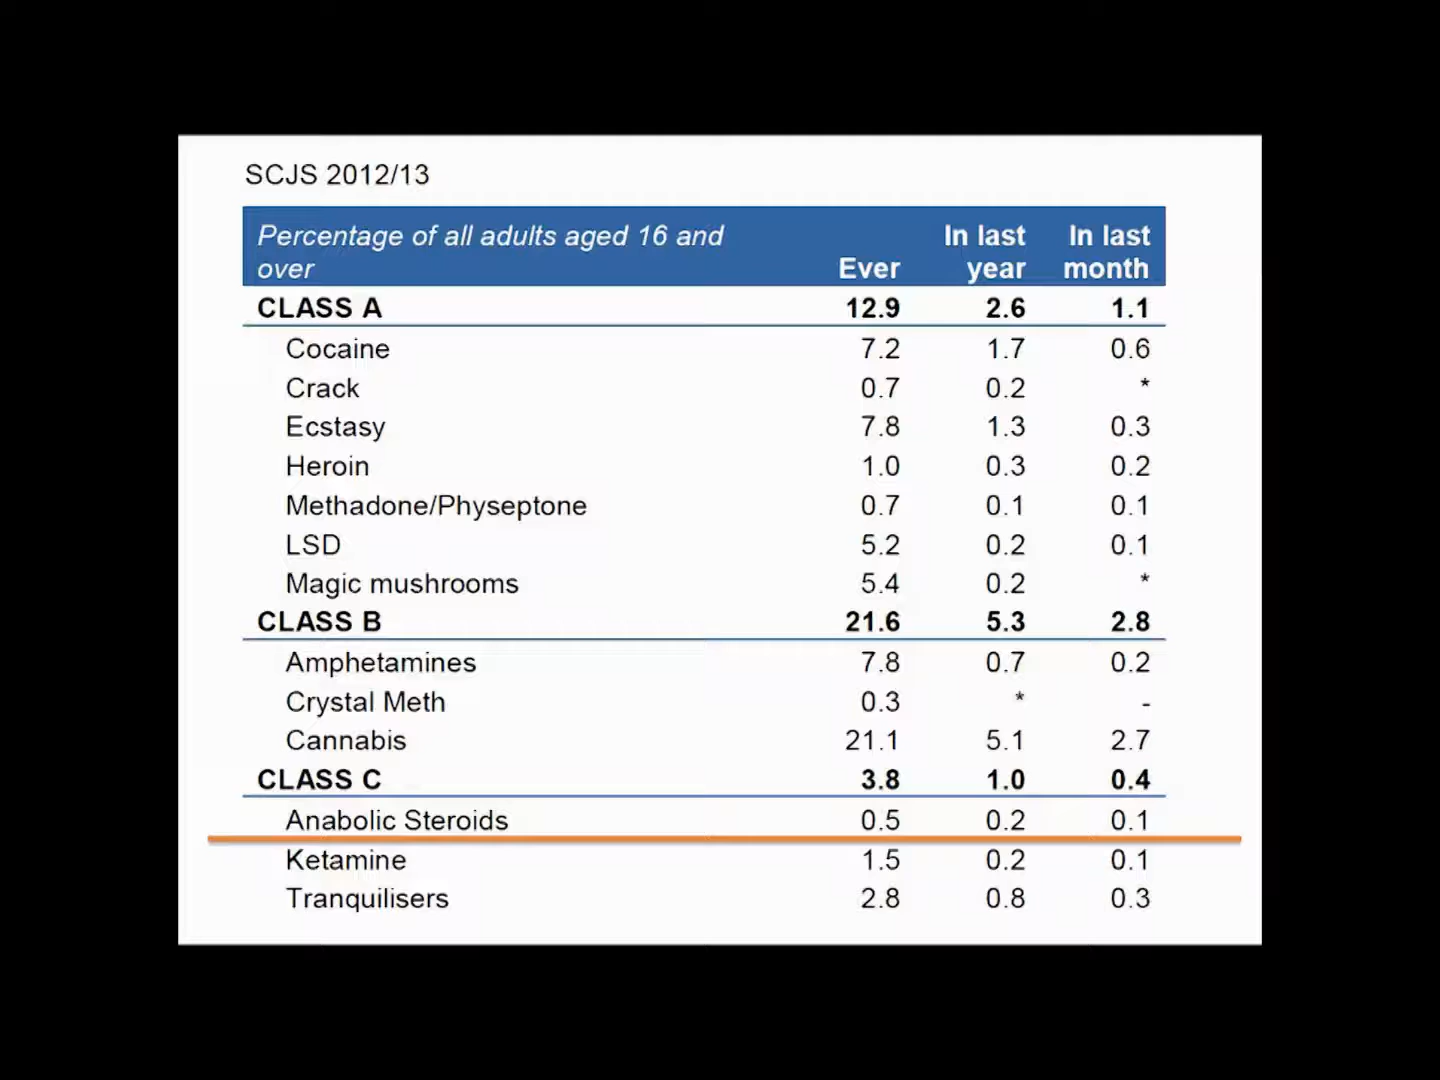 SCJS 2012/13
Percentage of all adults aged 16 and over Ever In last year In last month
CLASS A 12.9 2.6 1.1
Cocaine 7.2 1.7 0.6
Crack 0.7 0.2 *
Ecstasy 7.8 1.3 0.3
Heroin 1.0 0.3 0.2
Methadone/Physeptone 0.7 0.1 0.1
LSD 5.2 0.2 0.1
Magic mushrooms 5.4 0.2 *
CLASS B 21.6 5.3 2.8
Amphetamines 7.8 0.7 0.2
Crystal Meth 0.3 * -
Cannabis 21.1 5.1 2.7
CLASS C 3.8 1.0 0.4
Anabolic Steroids 0.5 0.2 0.1
Ketamine 1.5 0.2 0.1
Tranquilisers 2.8 0.8 0.3